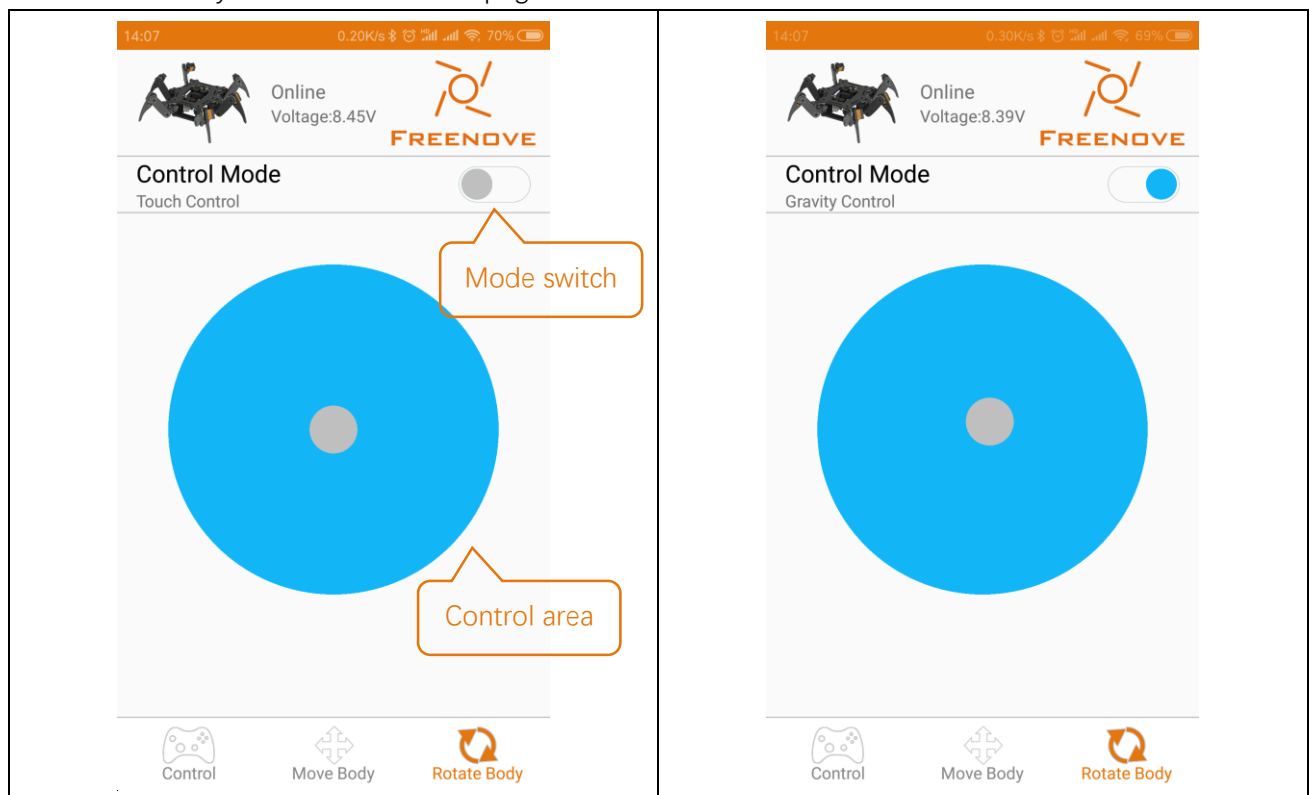 14:07 0.20K/s 70%
Online
Voltage:8.45V
FREENOVE
Control Mode
Touch Control
Mode switch
Control area
Control
Move Body
Rotate Body
14:07 0.30K/s 69%
Online
Voltage:8.39V
FREENOVE
Control Mode
Gravity Control
Control
Move Body
Rotate Body